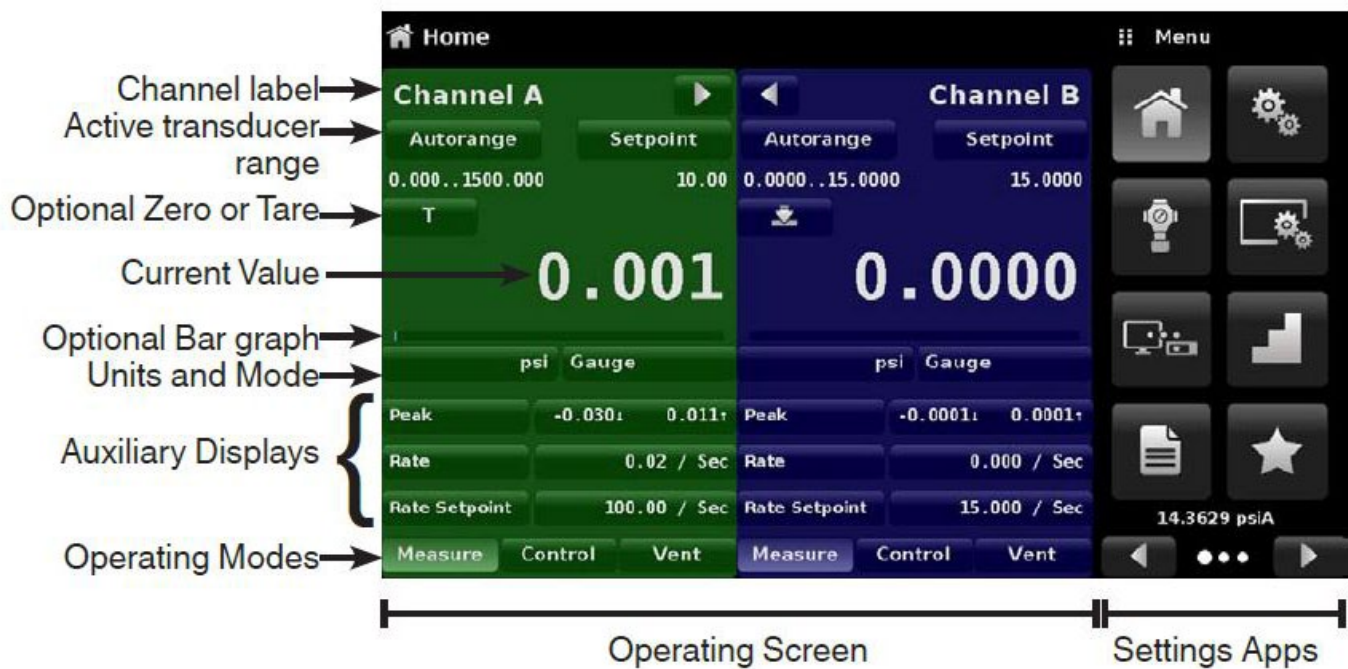 Home
Menu
Channel label
Channel A
Channel B
Active transducer
range
Autorange
Setpoint
Autorange
Setpoint
0.000..1500.000
10.00
0.0000..15.0000
15.0000
Optional Zero or Tare
T
Current Value
0.001
0.0000
Optional Bar graph
Units and Mode
psi Gauge
psi Gauge
Auxiliary Displays
Peak -0.030↓ 0.011↑
Peak -0.0001↓ 0.0001↑
Rate 0.02 / Sec
Rate 0.000 / Sec
Rate Setpoint 100.00 / Sec
Rate Setpoint 15.000 / Sec
14.3629 psiA
Operating Modes
Measure Control Vent
Measure Control Vent
Operating Screen
Settings Apps